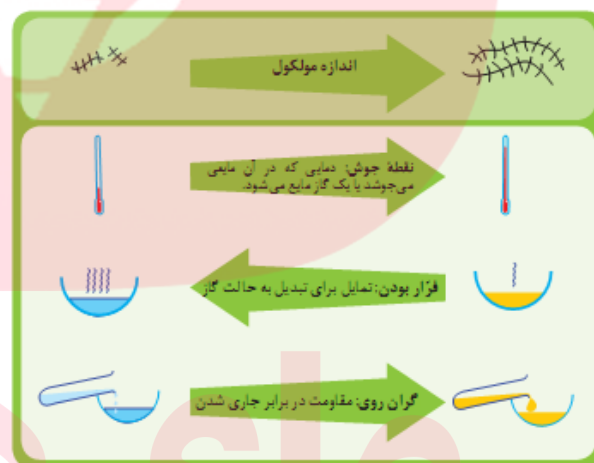 اندازه مولکول
نقطهٔ جوش: دمایی که در آن مایعی
می‌جوشد یا یک گاز مایع می‌شود.
فرّار بودن: تمایل برای تبدیل به حالت گاز
گران روی: مقاومت در برابر جاری شدن